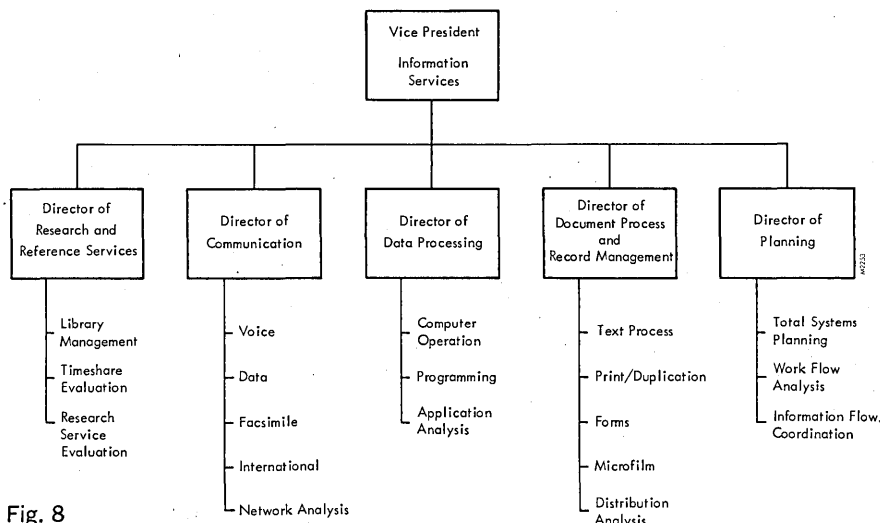 Vice President
Information
Services
Director of
Research and
Reference Services
Director of
Communication
Director of
Data Processing
Director of
Document Process
and
Record Management
Director of
Planning
M2253
Library
Management
Timeshare
Evaluation
Research
Service
Evaluation
Voice
Data
Facsimile
International
Network Analysis
Computer
Operation
Programming
Application
Analysis
Text Process
Print/Duplication
Forms
Microfilm
Distribution
Analysis
Total Systems
Planning
Work Flow
Analysis
Information Flow
Coordination
Fig. 8